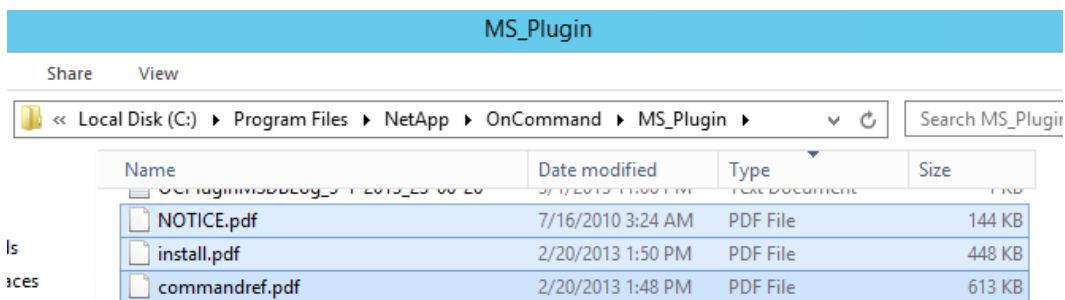 MS_Plugin
Share View
« Local Disk (C:) Program Files NetApp OnCommand MS_Plugin Search MS_Plugin
Name Date modified Type Size
NOTICE.pdf 7/16/2010 3:24 AM PDF File 144 KB
ls install.pdf 2/20/2013 1:50 PM PDF File 448 KB
aces commandref.pdf 2/20/2013 1:48 PM PDF File 613 KB